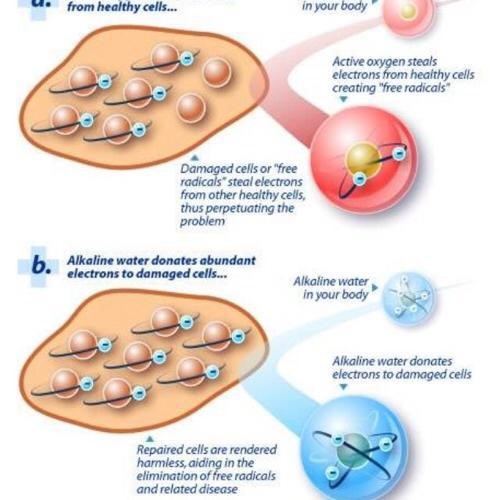 a.
from healthy cells...
in your body
Active oxygen steals
electrons from healthy cells
creating "free radicals"
Damaged cells or "free
radicals" steal electrons
from other healthy cells,
thus perpetuating the
problem
b.
Alkaline water donates abundant
electrons to damaged cells...
Alkaline water
in your body
Alkaline water donates
electrons to damaged cells
Repaired cells are rendered
harmless, aiding in the
elimination of free radicals
and related disease